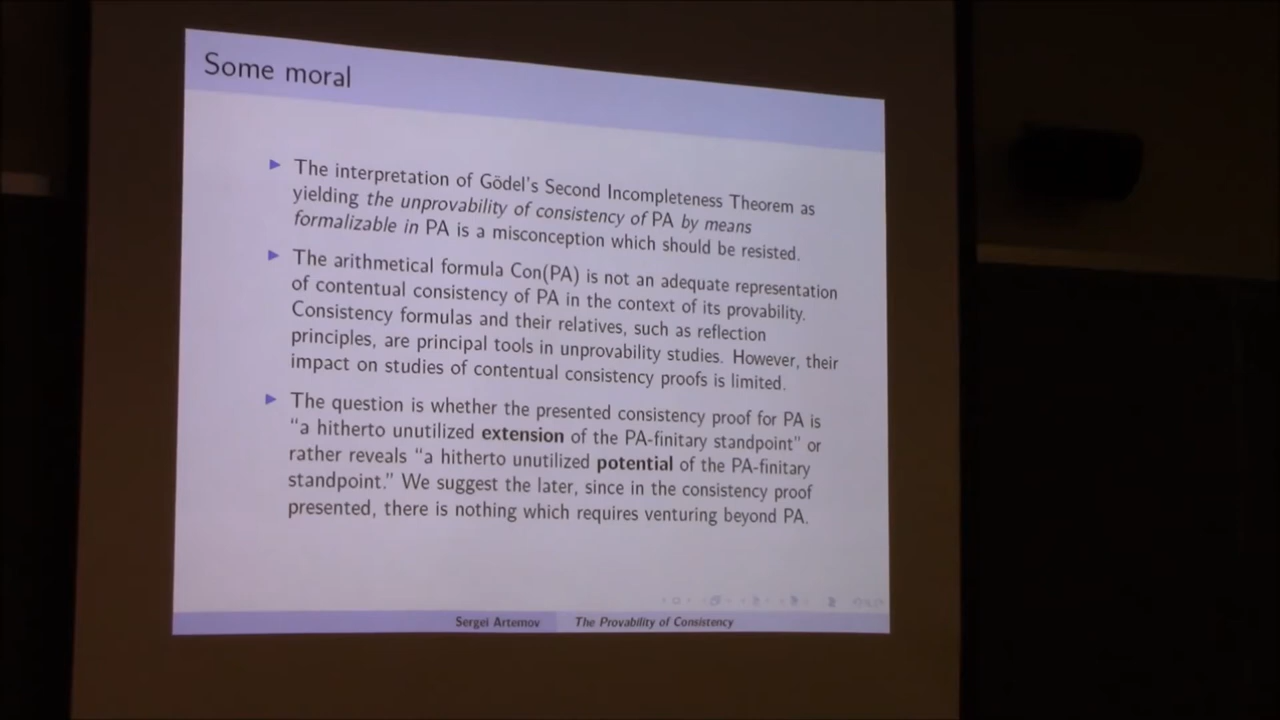 Some moral
▶ The interpretation of Gödel's Second Incompleteness Theorem as
yielding the unprovability of consistency of PA by means
formalizable in PA is a misconception which should be resisted.
▶ The arithmetical formula Con(PA) is not an adequate representation
of contentual consistency of PA in the context of its provability.
Consistency formulas and their relatives, such as reflection
principles, are principal tools in unprovability studies. However, their
impact on studies of contentual consistency proofs is limited.
▶ The question is whether the presented consistency proof for PA is
“a hitherto unutilized extension of the PA-finitary standpoint” or
rather reveals “a hitherto unutilized potential of the PA-finitary
standpoint.” We suggest the later, since in the consistency proof
presented, there is nothing which requires venturing beyond PA.
Sergei Artemov The Provability of Consistency